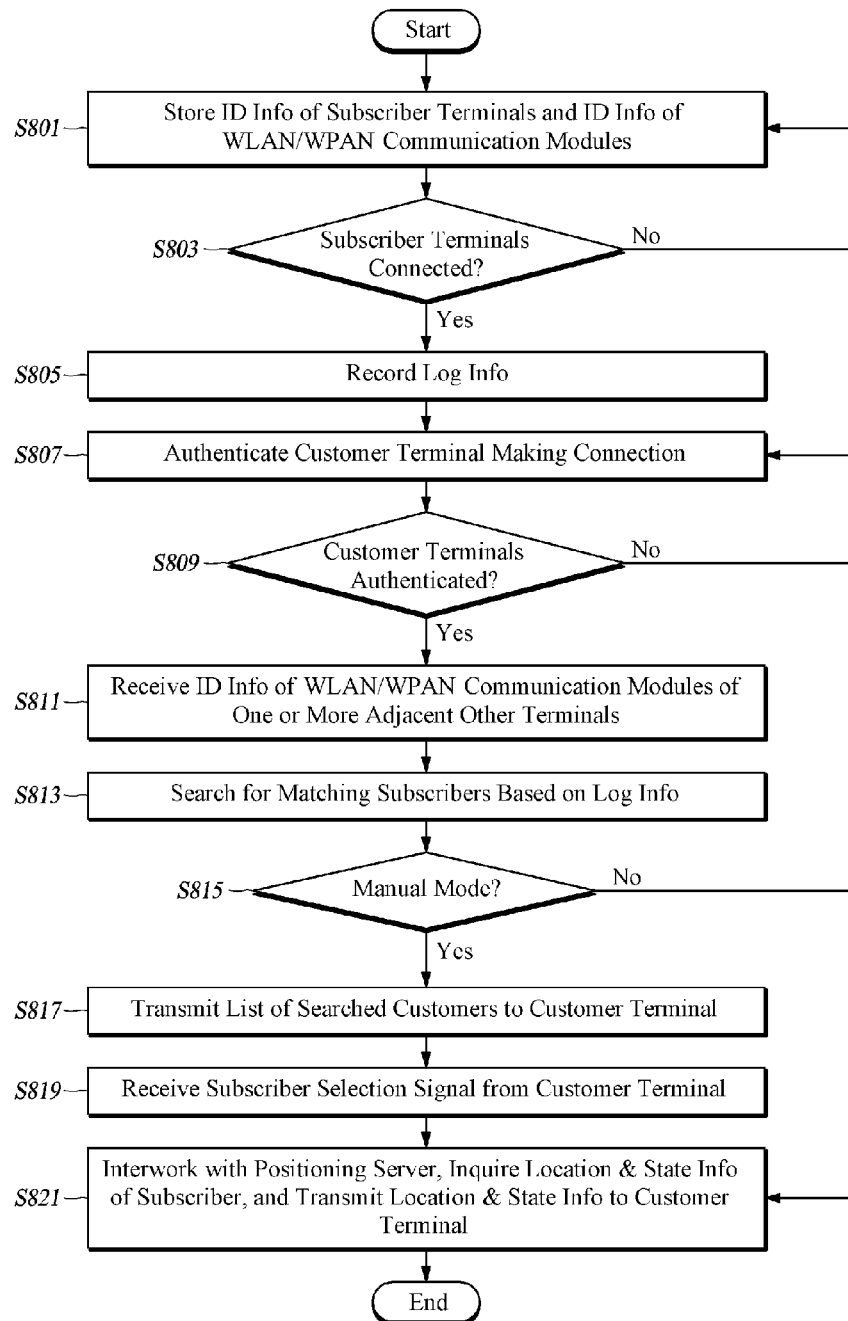 Start
S801
Store ID Info of Subscriber Terminals and ID Info of
WLAN/WPAN Communication Modules
S803
Subscriber Terminals
Connected?
No
Yes
S805
Record Log Info
S807
Authenticate Customer Terminal Making Connection
S809
Customer Terminals
Authenticated?
No
Yes
S811
Receive ID Info of WLAN/WPAN Communication Modules of
One or More Adjacent Other Terminals
S813
Search for Matching Subscribers Based on Log Info
S815
Manual Mode?
No
Yes
S817
Transmit List of Searched Customers to Customer Terminal
S819
Receive Subscriber Selection Signal from Customer Terminal
S821
Interwork with Positioning Server, Inquire Location & State Info
of Subscriber, and Transmit Location & State Info to Customer
Terminal
End